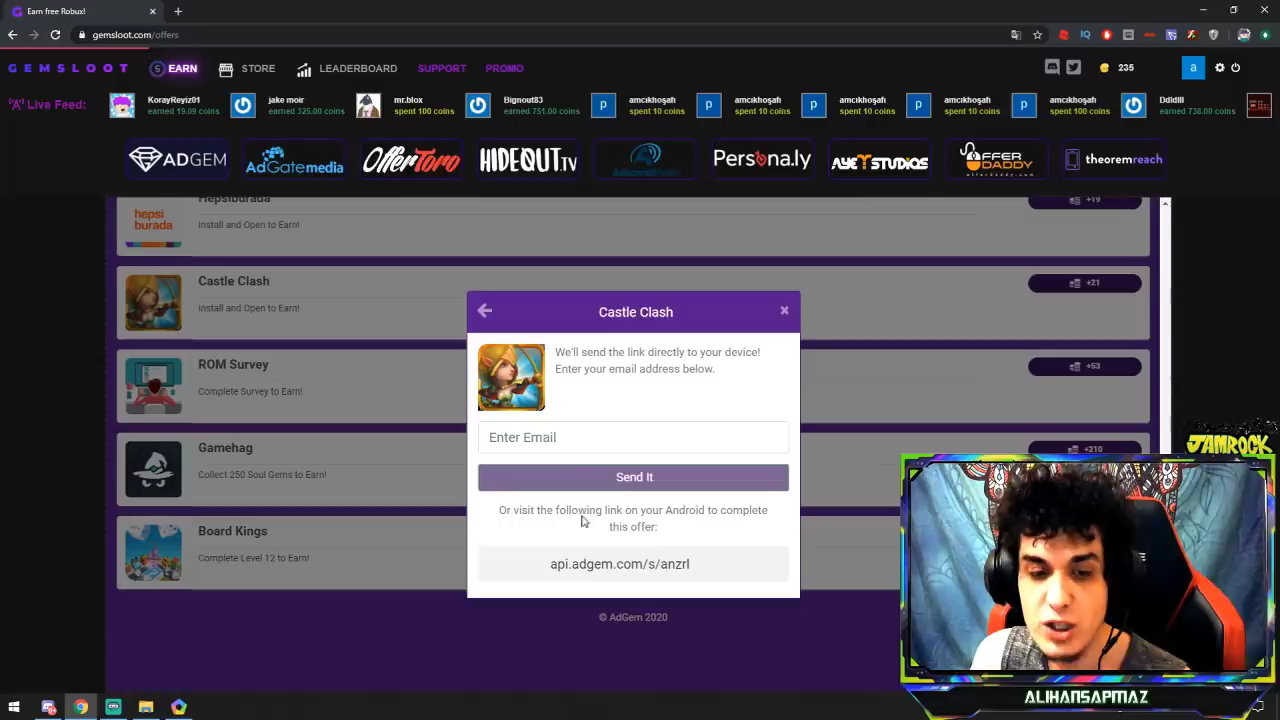 Earn free Robux!
gemsloot.com/offers
GEMSLOOT
EARN
STORE
LEADERBOARD
SUPPORT
PROMO
235
a
Live Feed:
KorayReyiz01
earned 19.09 coins
jake moir
earned 325.00 coins
mr.blox
spent 100 coins
Bignout83
earned 751.00 coins
p
amcıkhoşafı
spent 10 coins
p
amcıkhoşafı
spent 10 coins
p
amcıkhoşafı
spent 10 coins
p
amcıkhoşafı
spent 10 coins
p
amcıkhoşafı
spent 100 coins
Ddldlll
earned 738.00 coins
ADGEM
AdGatemedia
OfferToro
HIDEOUT.TV
Persona.ly
AYE STUDIOS
OFFER DADDY
offerdaddy.com
theoremreach
Hepsiburada
hepsi
burada
Install and Open to Earn!
+19
Castle Clash
Install and Open to Earn!
+21
ROM Survey
Complete Survey to Earn!
+53
Gamehag
Collect 250 Soul Gems to Earn!
+210
Board Kings
Complete Level 12 to Earn!
Castle Clash
We'll send the link directly to your device!
Enter your email address below.
Enter Email
Send It
Or visit the following link on your Android to complete
this offer:
api.adgem.com/s/anzrl
© AdGem 2020
JAMROCK
ALIHANSAPMAZ